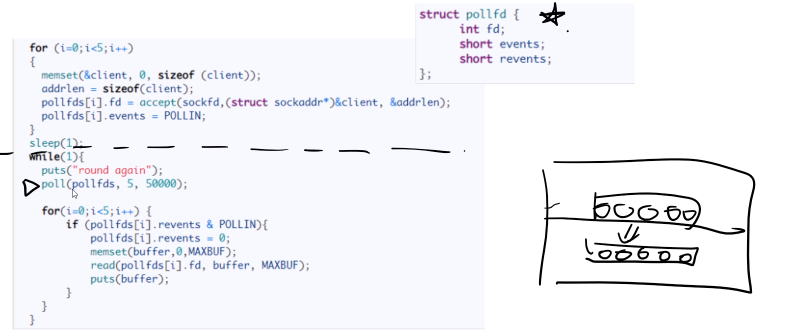 struct pollfd {
int fd;
short events;
short revents;
};
for (i=0;i<5;i++)
{
memset(&client, 0, sizeof (client));
addrlen = sizeof(client);
pollfds[i].fd = accept(sockfd,(struct sockaddr*)&client, &addrlen);
pollfds[i].events = POLLIN;
}
sleep(1);
while(1){
puts("round again");
poll(pollfds, 5, 50000);
for(i=0;i<5;i++) {
if (pollfds[i].revents & POLLIN){
pollfds[i].revents = 0;
memset(buffer,0,MAXBUF);
read(pollfds[i].fd, buffer, MAXBUF);
puts(buffer);
}
}
}
00000
00000